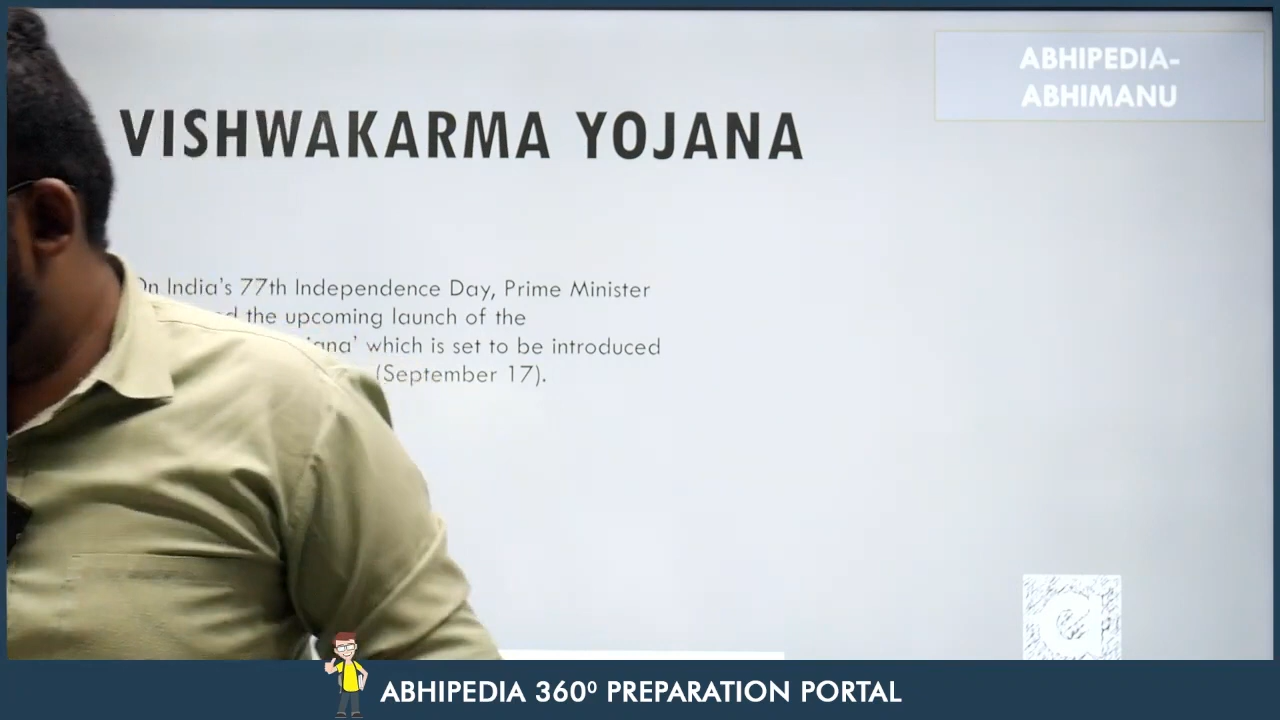 ABHIPEDIA-
ABHIMANU
VISHWAKARMA YOJANA
On India's 77th Independence Day, Prime Minister
the upcoming launch of the
which is set to be introduced
(September 17).
ABHIPEDIA 360⁰ PREPARATION PORTAL